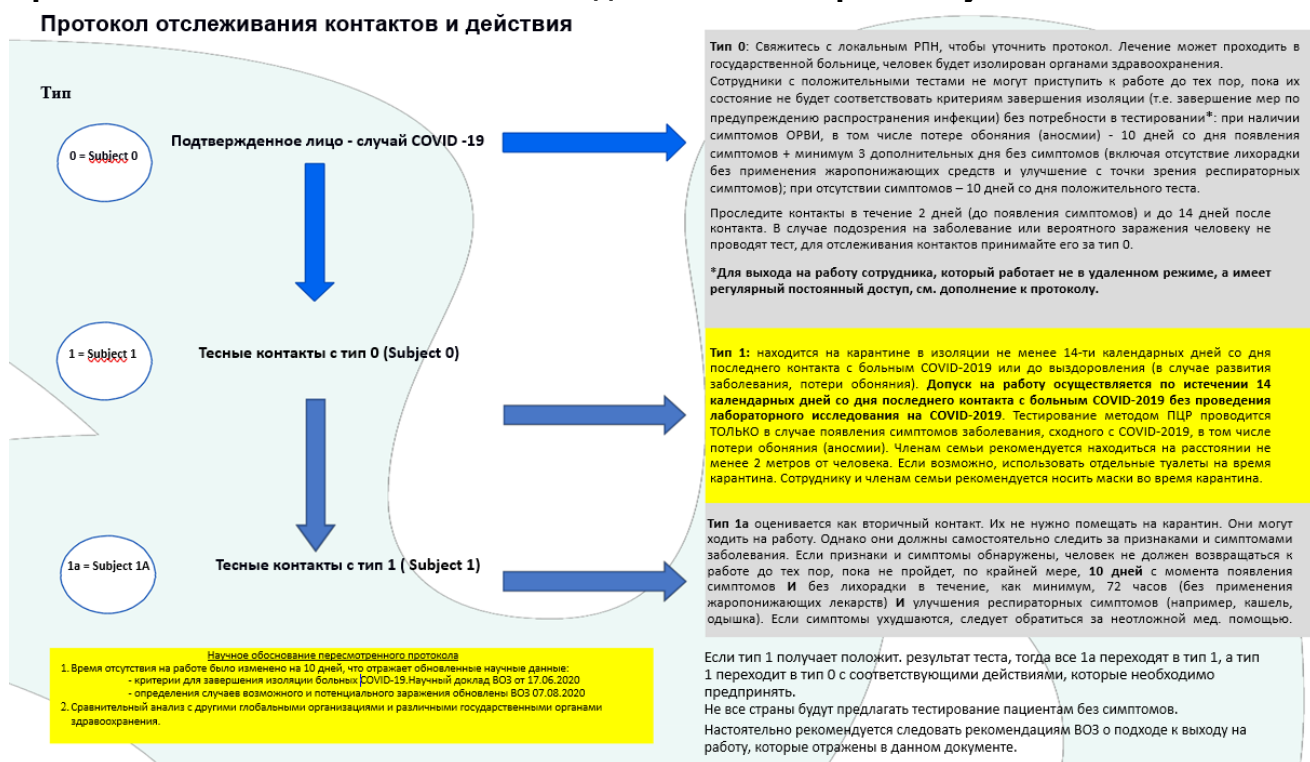 Протокол отслеживания контактов и действия
Тип
0 = Subject 0
Подтвержденное лицо - случай COVID -19
1 = Subject 1
Тесные контакты с тип 0 (Subject 0)
1a = Subject 1A
Тесные контакты с тип 1 ( Subject 1)
Научное обоснование пересмотренного протокола
1. Время отсутствия на работе было изменено на 10 дней, что отражает обновленные научные данные:
- критерии для завершения изоляции больных COVID-19.Научный доклад ВОЗ от 17.06.2020
- определения случаев возможного и потенциального заражения обновлены ВОЗ 07.08.2020
2. Сравнительный анализ с другими глобальными организациями и различными государственными органами
здравоохранения.
Тип 0: Свяжитесь с локальным РПН, чтобы уточнить протокол. Лечение может проходить в
государственной больнице, человек будет изолирован органами здравоохранения.
Сотрудники с положительными тестами не могут приступить к работе до тех пор, пока их
состояние не будет соответствовать критериям завершения изоляции (т.е. завершение мер по
предупреждению распространения инфекции) без потребности в тестировании*: при наличии
симптомов ОРВИ, в том числе потере обоняния (аносмии) - 10 дней со дня появления
симптомов + минимум 3 дополнительных дня без симптомов (включая отсутствие лихорадки
без применения жаропонижающих средств и улучшение с точки зрения респираторных
симптомов); при отсутствии симптомов – 10 дней со дня положительного теста.
Проследите контакты в течение 2 дней (до появления симптомов) и до 14 дней после
контакта. В случае подозрения на заболевание или вероятного заражения человеку не
проводят тест, для отслеживания контактов принимайте его за тип 0.
*Для выхода на работу сотрудника, который работает не в удаленном режиме, а имеет
регулярный постоянный доступ, см. дополнение к протоколу.
Тип 1: находится на карантине в изоляции не менее 14-ти календарных дней со дня
последнего контакта с больным COVID-2019 или до выздоровления (в случае развития
заболевания, потери обоняния). Допуск на работу осуществляется по истечении 14
календарных дней со дня последнего контакта с больным COVID-2019 без проведения
лабораторного исследования на COVID-2019. Тестирование методом ПЦР проводится
ТОЛЬКО в случае появления симптомов заболевания, сходного с COVID-2019, в том числе
потери обоняния (аносмии). Членам семьи рекомендуется находиться на расстоянии не
менее 2 метров от человека. Если возможно, использовать отдельные туалеты на время
карантина. Сотруднику и членам семьи рекомендуется носить маски во время карантина.
Тип 1а оценивается как вторичный контакт. Их не нужно помещать на карантин. Они могут
ходить на работу. Однако они должны самостоятельно следить за признаками и симптомами
заболевания. Если признаки и симптомы обнаружены, человек не должен возвращаться к
работе до тех пор, пока не пройдет, по крайней мере, 10 дней с момента появления
симптомов И без лихорадки в течение, как минимум, 72 часов (без применения
жаропонижающих лекарств) И улучшения респираторных симптомов (например, кашель,
одышка). Если симптомы ухудшаются, следует обратиться за неотложной мед. помощью.
Если тип 1 получает положит. результат теста, тогда все 1а переходят в тип 1, а тип
1 переходит в тип 0 с соответствующими действиями, которые необходимо
предпринять.
Не все страны будут предлагать тестирование пациентам без симптомов.
Настоятельно рекомендуется следовать рекомендациям ВОЗ о подходе к выходу на
работу, которые отражены в данном документе.